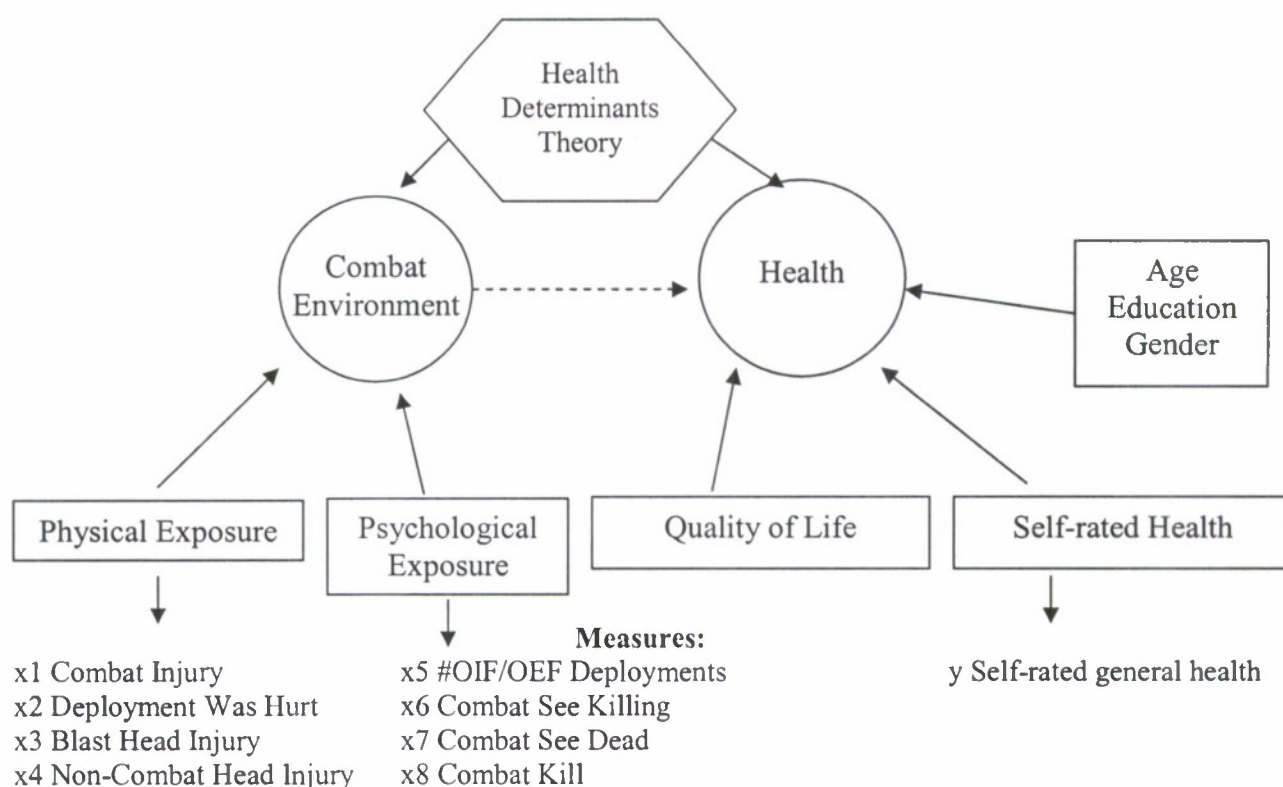 Health
Determinants
Theory
Combat
Environment
Health
Age
Education
Gender
Physical Exposure
Psychological
Exposure
Quality of Life
Self-rated Health
Measures:
x1 Combat Injury
x2 Deployment Was Hurt
x3 Blast Head Injury
x4 Non-Combat Head Injury
x5 #OIF/OEF Deployments
x6 Combat See Killing
x7 Combat See Dead
x8 Combat Kill
y Self-rated general health